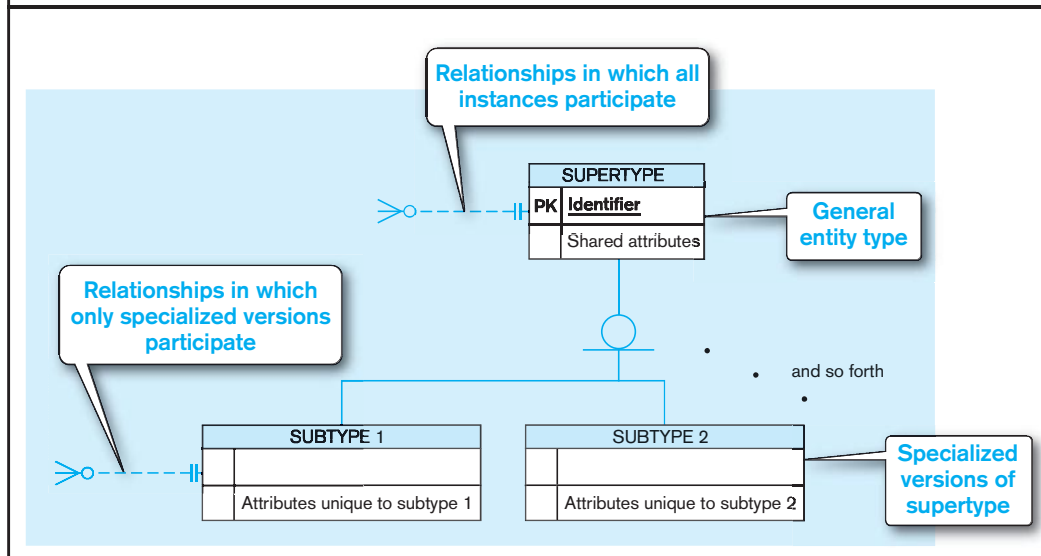 Relationships in which all
instances participate
SUPERTYPE
PK Identifier
Shared attributes
General
entity type
Relationships in which
only specialized versions
participate
and so forth
SUBTYPE 1
Attributes unique to subtype 1
SUBTYPE 2
Attributes unique to subtype 2
Specialized
versions of
supertype